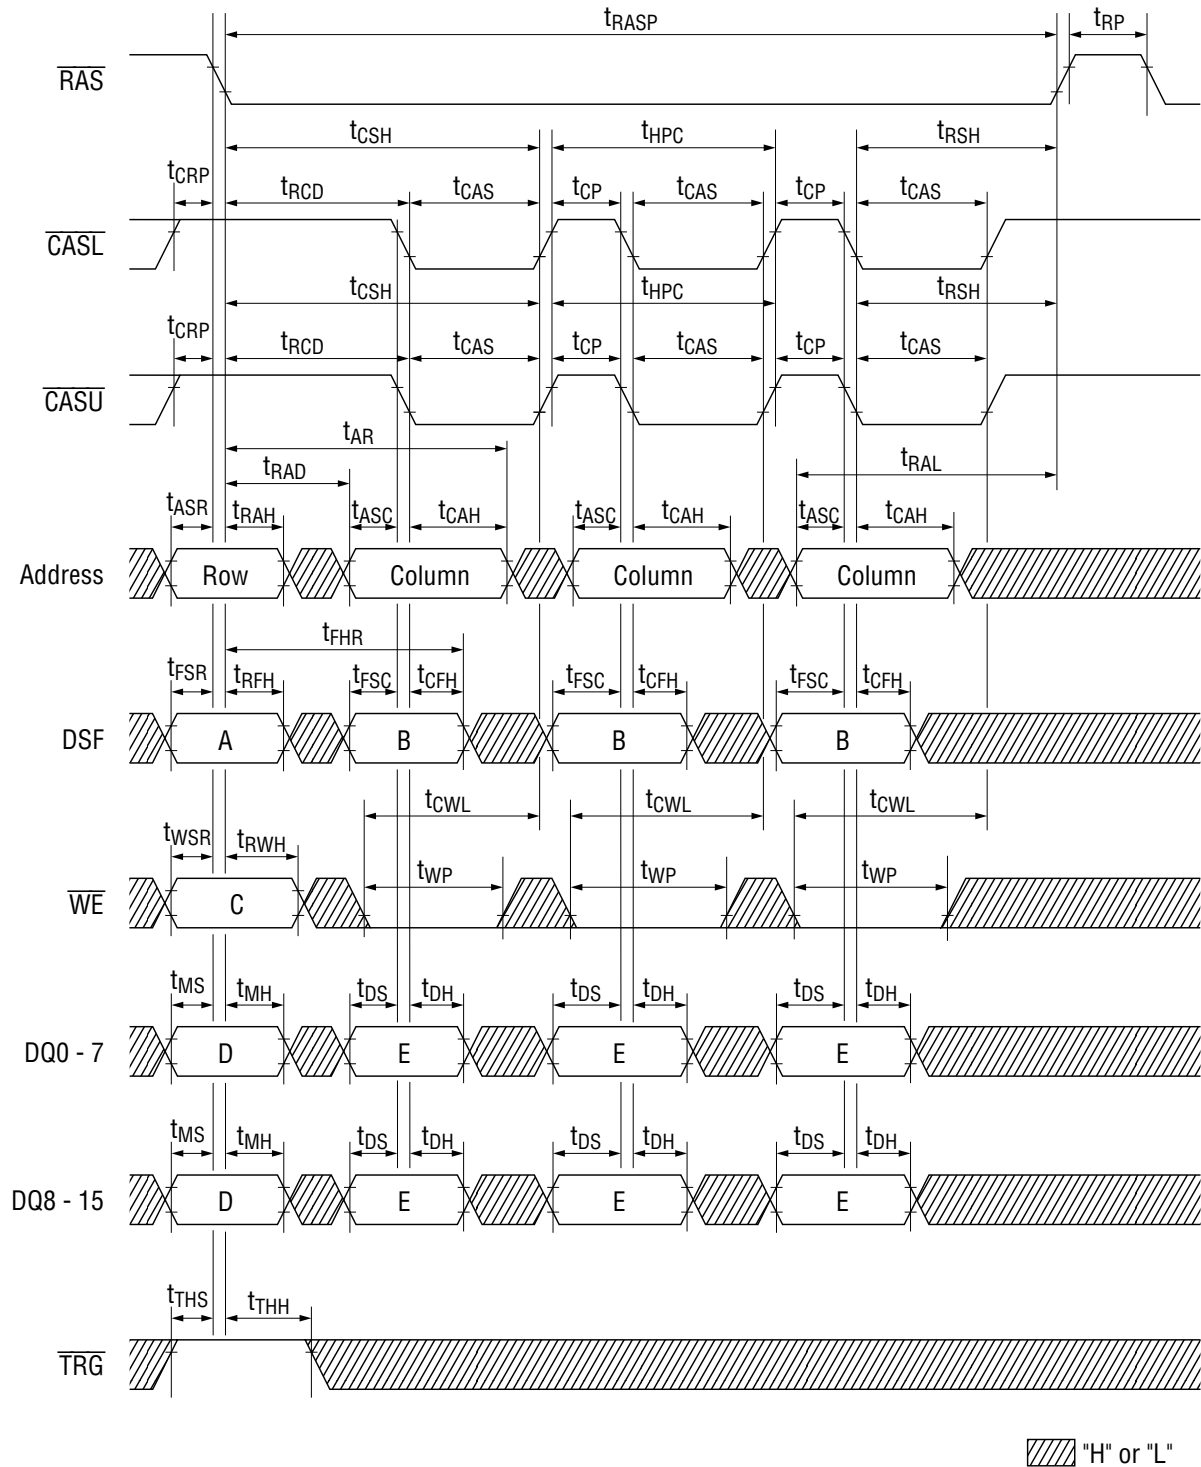 tRASP tRP
RAS
tCSH tHPC tRSH
tCRP tRCD tCAS tCP tCAS tCP tCAS
CASL
tCSH tHPC tRSH
tCRP tRCD tCAS tCP tCAS tCP tCAS
CASU
tAR
tRAD tRAL
tASR tRAH tASC tCAH tASC tCAH tASC tCAH
Address Row Column Column Column
tFHR
tFSR tRFH tFSC tCFH tFSC tCFH tFSC tCFH
DSF A B B B
tCWL tCWL tCWL
tWSR tRWH
tWP tWP tWP
WE C
tMS tMH tDS tDH tDS tDH tDS tDH
DQ0 - 7 D E E E
tMS tMH tDS tDH tDS tDH tDS tDH
DQ8 - 15 D E E E
tTHS tTHH
TRG
"H" or "L"